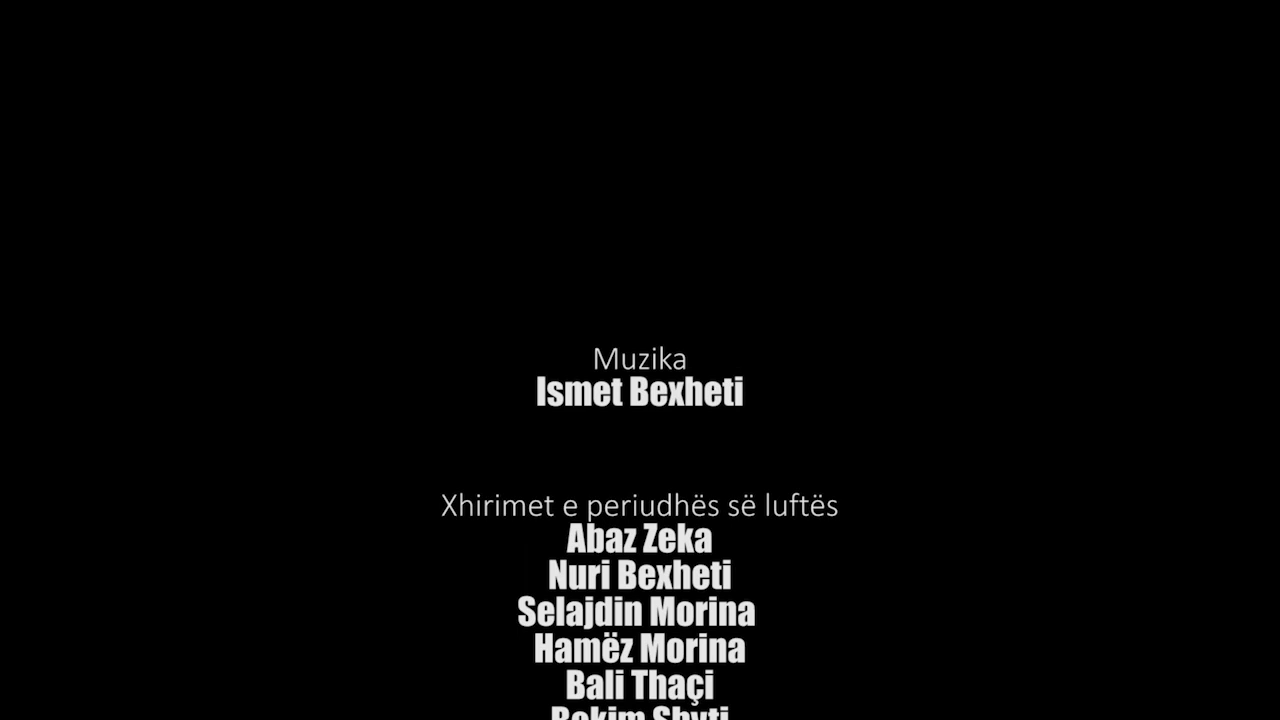 Muzika
Ismet Bexheti
Xhirimet e periudhës së luftës
Abaz Zeka
Nuri Bexheti
Selajdin Morina
Hamëz Morina
Bali Thaçi